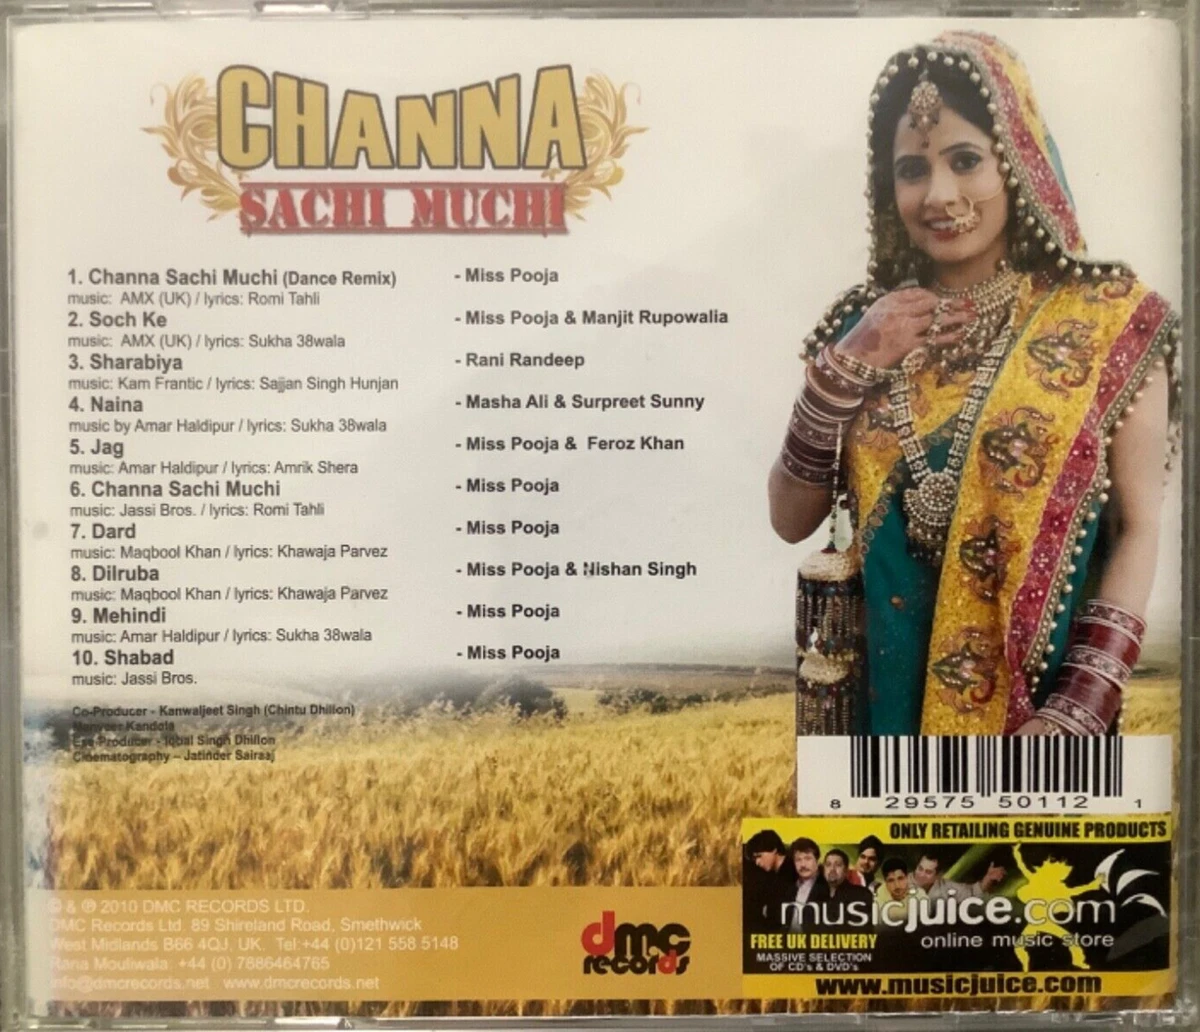 CHANNA
SACHI MUCHI
1. Channa Sachi Muchi (Dance Remix) - Miss Pooja
music: AMX (UK) / lyrics: Romi Tahli
2. Soch Ke - Miss Pooja & Manjit Rupowalia
music: AMX (UK) / lyrics: Sukha 38wala
3. Sharabiya - Rani Randeep
music: Kam Frantic / lyrics: Sajjan Singh Hunjan
4. Naina - Masha Ali & Surpreet Sunny
music by Amar Haldipur / lyrics: Sukha 38wala
5. Jag - Miss Pooja & Feroz Khan
music: Amar Haldipur / lyrics: Amrik Shera
6. Channa Sachi Muchi - Miss Pooja
music: Jassi Bros. / lyrics: Romi Tahli
7. Dard - Miss Pooja
music: Maqbool Khan / lyrics: Khawaja Parvez
8. Dilruba - Miss Pooja & Nishan Singh
music: Maqbool Khan / lyrics: Khawaja Parvez
9. Mehindi - Miss Pooja
music: Amar Haldipur / lyrics: Sukha 38wala
10. Shabad - Miss Pooja
music: Jassi Bros.
Co-Producer - Kanwaljeet Singh (Chintu Dhillon)
Kandola
Exe Producer - Iqbal Singh Dhillon
Cinematography – Jatinder Sairaaj
8 29575 50112 1
ONLY RETAILING GENUINE PRODUCTS
musicjuice.com
online music store
FREE UK DELIVERY
MASSIVE SELECTION
OF CD's & DVD's
www.musicjuice.com
© & ℗ 2010 DMC RECORDS LTD.
DMC Records Ltd. 89 Shireland Road, Smethwick
West Midlands B66 4QJ, UK, Tel:+44 (0)121 558 5148
Rana Mouliwala: +44 (0) 7886464765
info@dmcrecords.net www.dmcrecords.net
dmc
records